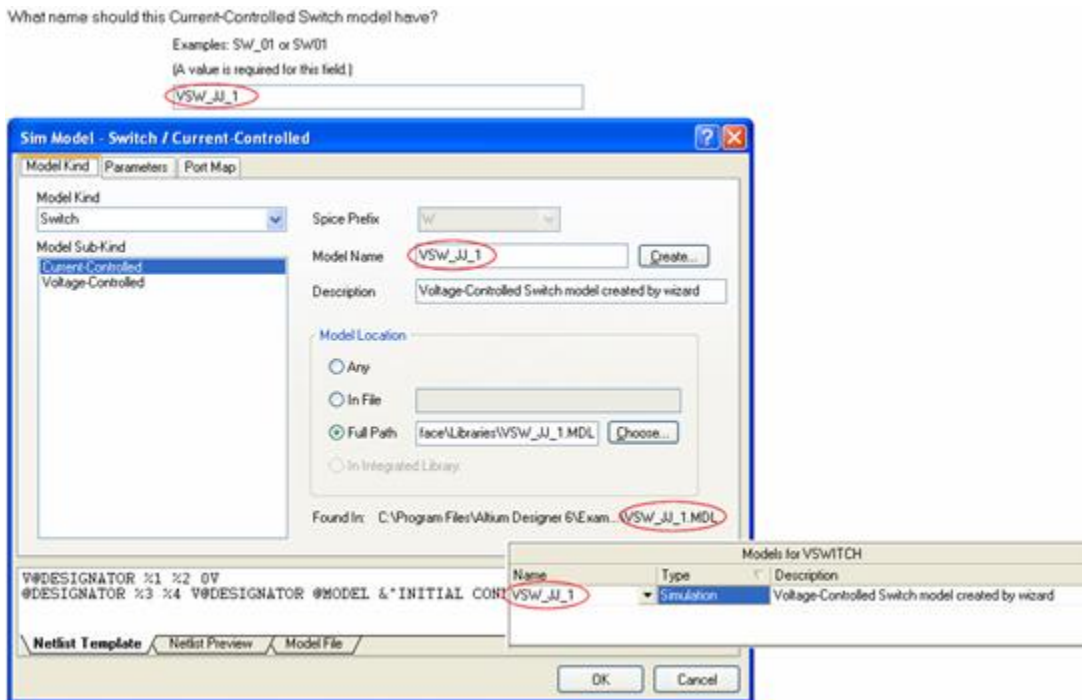 What name should this Current-Controlled Switch model have?
Examples: SW_01 or SW01
(A value is required for this field.)
VSW_JJ_1
Sim Model - Switch / Current-Controlled
Model Kind Parameters Port Map
Model Kind
Switch
Spice Prefix W
Model Sub-Kind
Current-Controlled
Voltage-Controlled
Model Name VSW_JJ_1 Create...
Description Voltage-Controlled Switch model created by wizard
Model Location
Any
In File
Full Path face\Libraries\VSW_JJ_1.MDL Choose...
In Integrated Library
Found In: C:\Program Files\Altium Designer 6\Exam...\VSW_JJ_1.MDL
Models for VSWITCH
Name Type Description
VSW_JJ_1 Simulation Voltage-Controlled Switch model created by wizard
V@DESIGNATOR %1 %2 0V
@DESIGNATOR %3 %4 V@DESIGNATOR @MODEL &"INITIAL CON
Netlist Template Netlist Preview Model File
OK Cancel